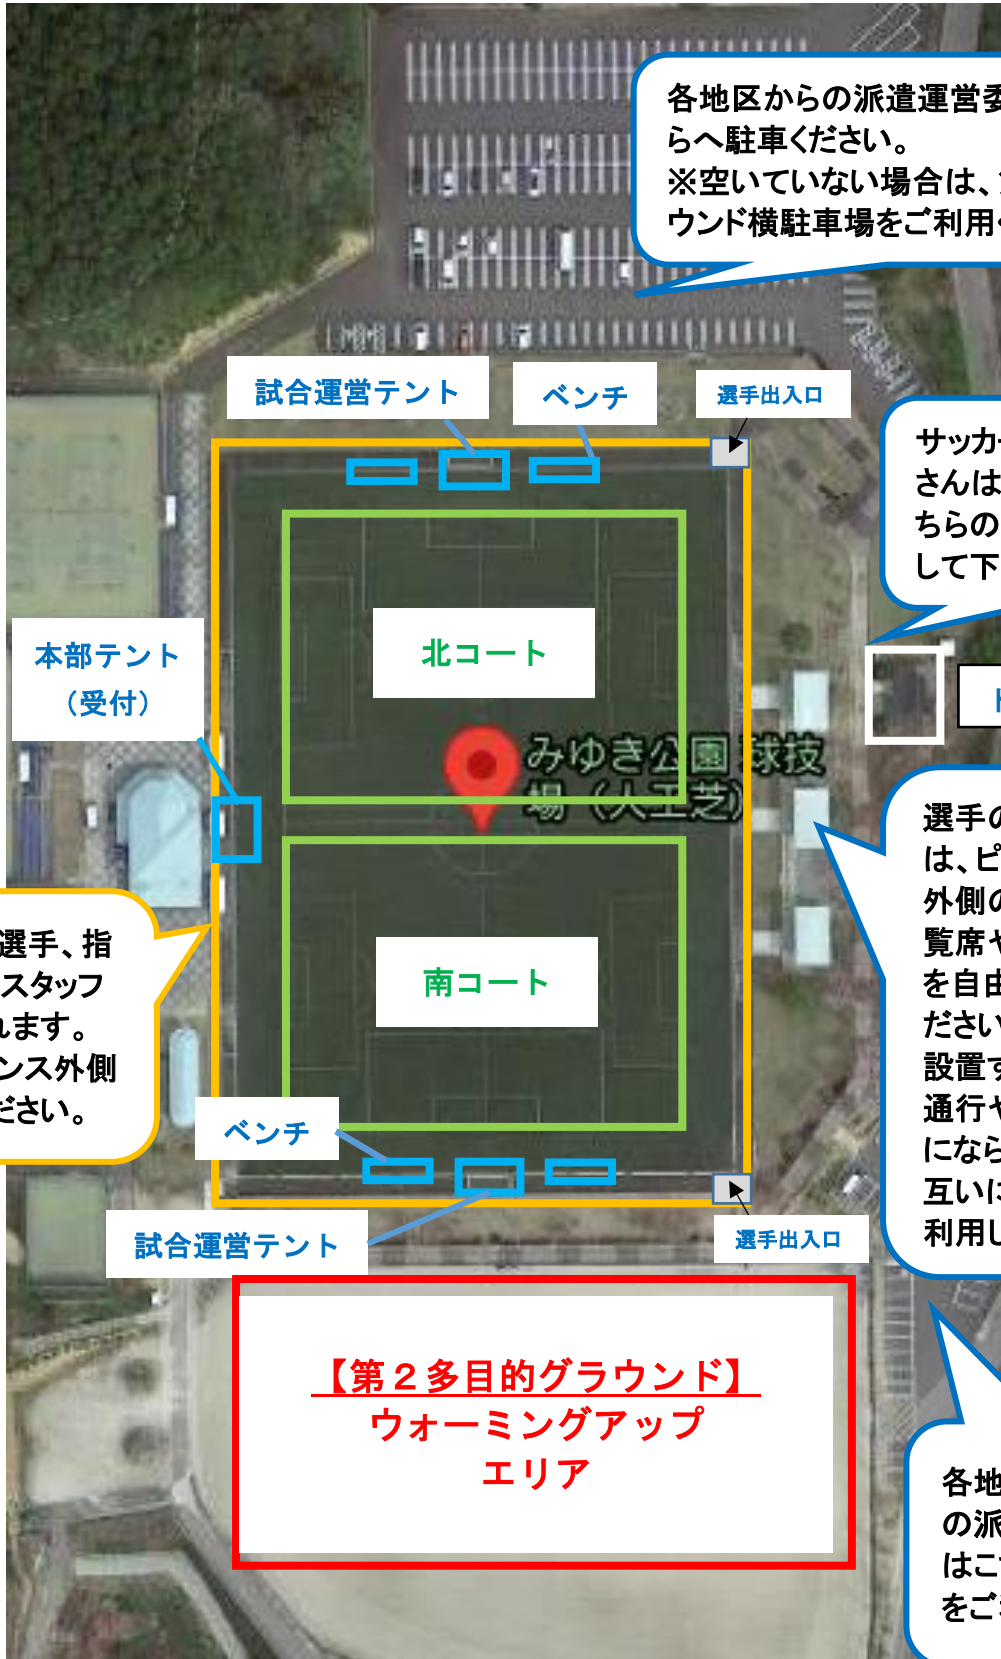 各地区からの派遣運営委
らへ駐車ください。
※空いていない場合は、
ウンド横駐車場をご利用
試合運営テント
ベンチ
選手出入口
サッカー
さんは
ちらの
して下
北コート
本部テント
（受付）
みゆき公園 球技
場（人工芝）
選手の
は、ピ
外側の
覧席や
を自由
ださい
設置す
通行や
になら
互いに
利用し
選手、指
スタッフ
れます。
ンス外側
ださい。
南コート
ベンチ
試合運営テント
選手出入口
【第２多目的グラウンド】
ウォーミングアップ
エリア
各地
の派
はこ
をご